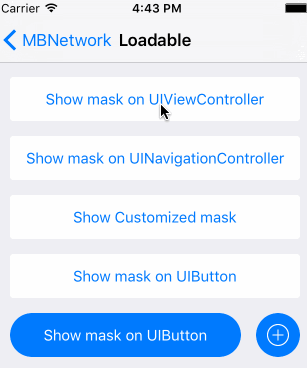 Carrier 4:43 PM
MBNetwork Loadable
Show mask on UIViewController
Show mask on UINavigationController
Show Customized mask
Show mask on UIButton
Show mask on UIButton